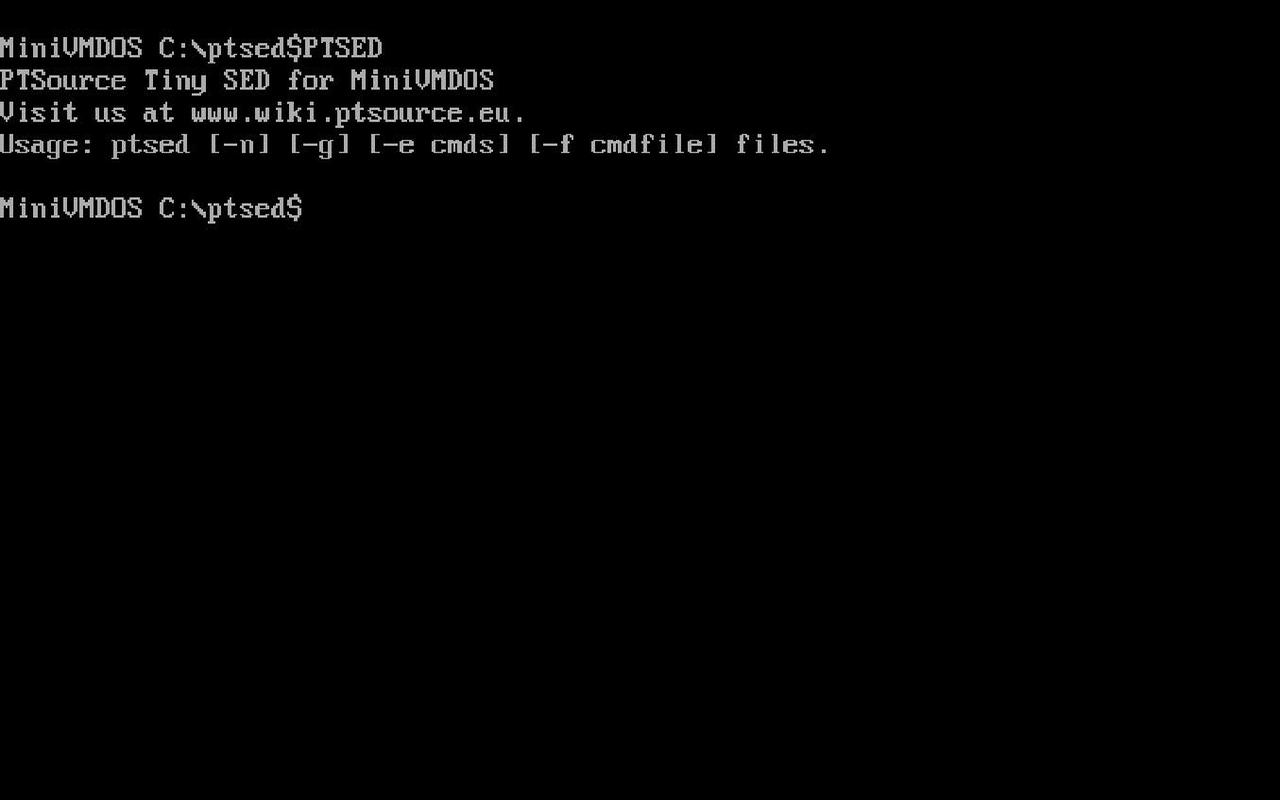 MiniVMDOS C:\ptsed$PTSED
PTSource Tiny SED for MiniVMDOS
Visit us at www.wiki.ptsource.eu.
Usage: ptsed [-n] [-g] [-e cmds] [-f cmdfile] files.
MiniVMDOS C:\ptsed$